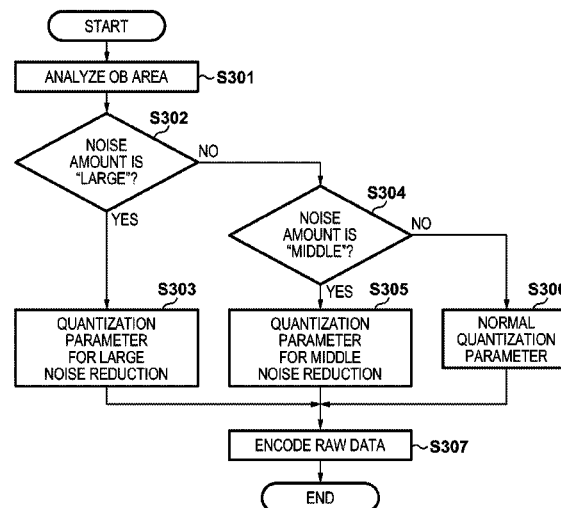 START
ANALYZE OB AREA
S301
S302
NOISE
AMOUNT IS
"LARGE"?
NO
YES
S304
NOISE
AMOUNT IS
"MIDDLE"?
NO
YES
S303
QUANTIZATION
PARAMETER
FOR LARGE
NOISE REDUCTION
S305
QUANTIZATION
PARAMETER
FOR MIDDLE
NOISE REDUCTION
S306
NORMAL
QUANTIZATION
PARAMETER
ENCODE RAW DATA
S307
END